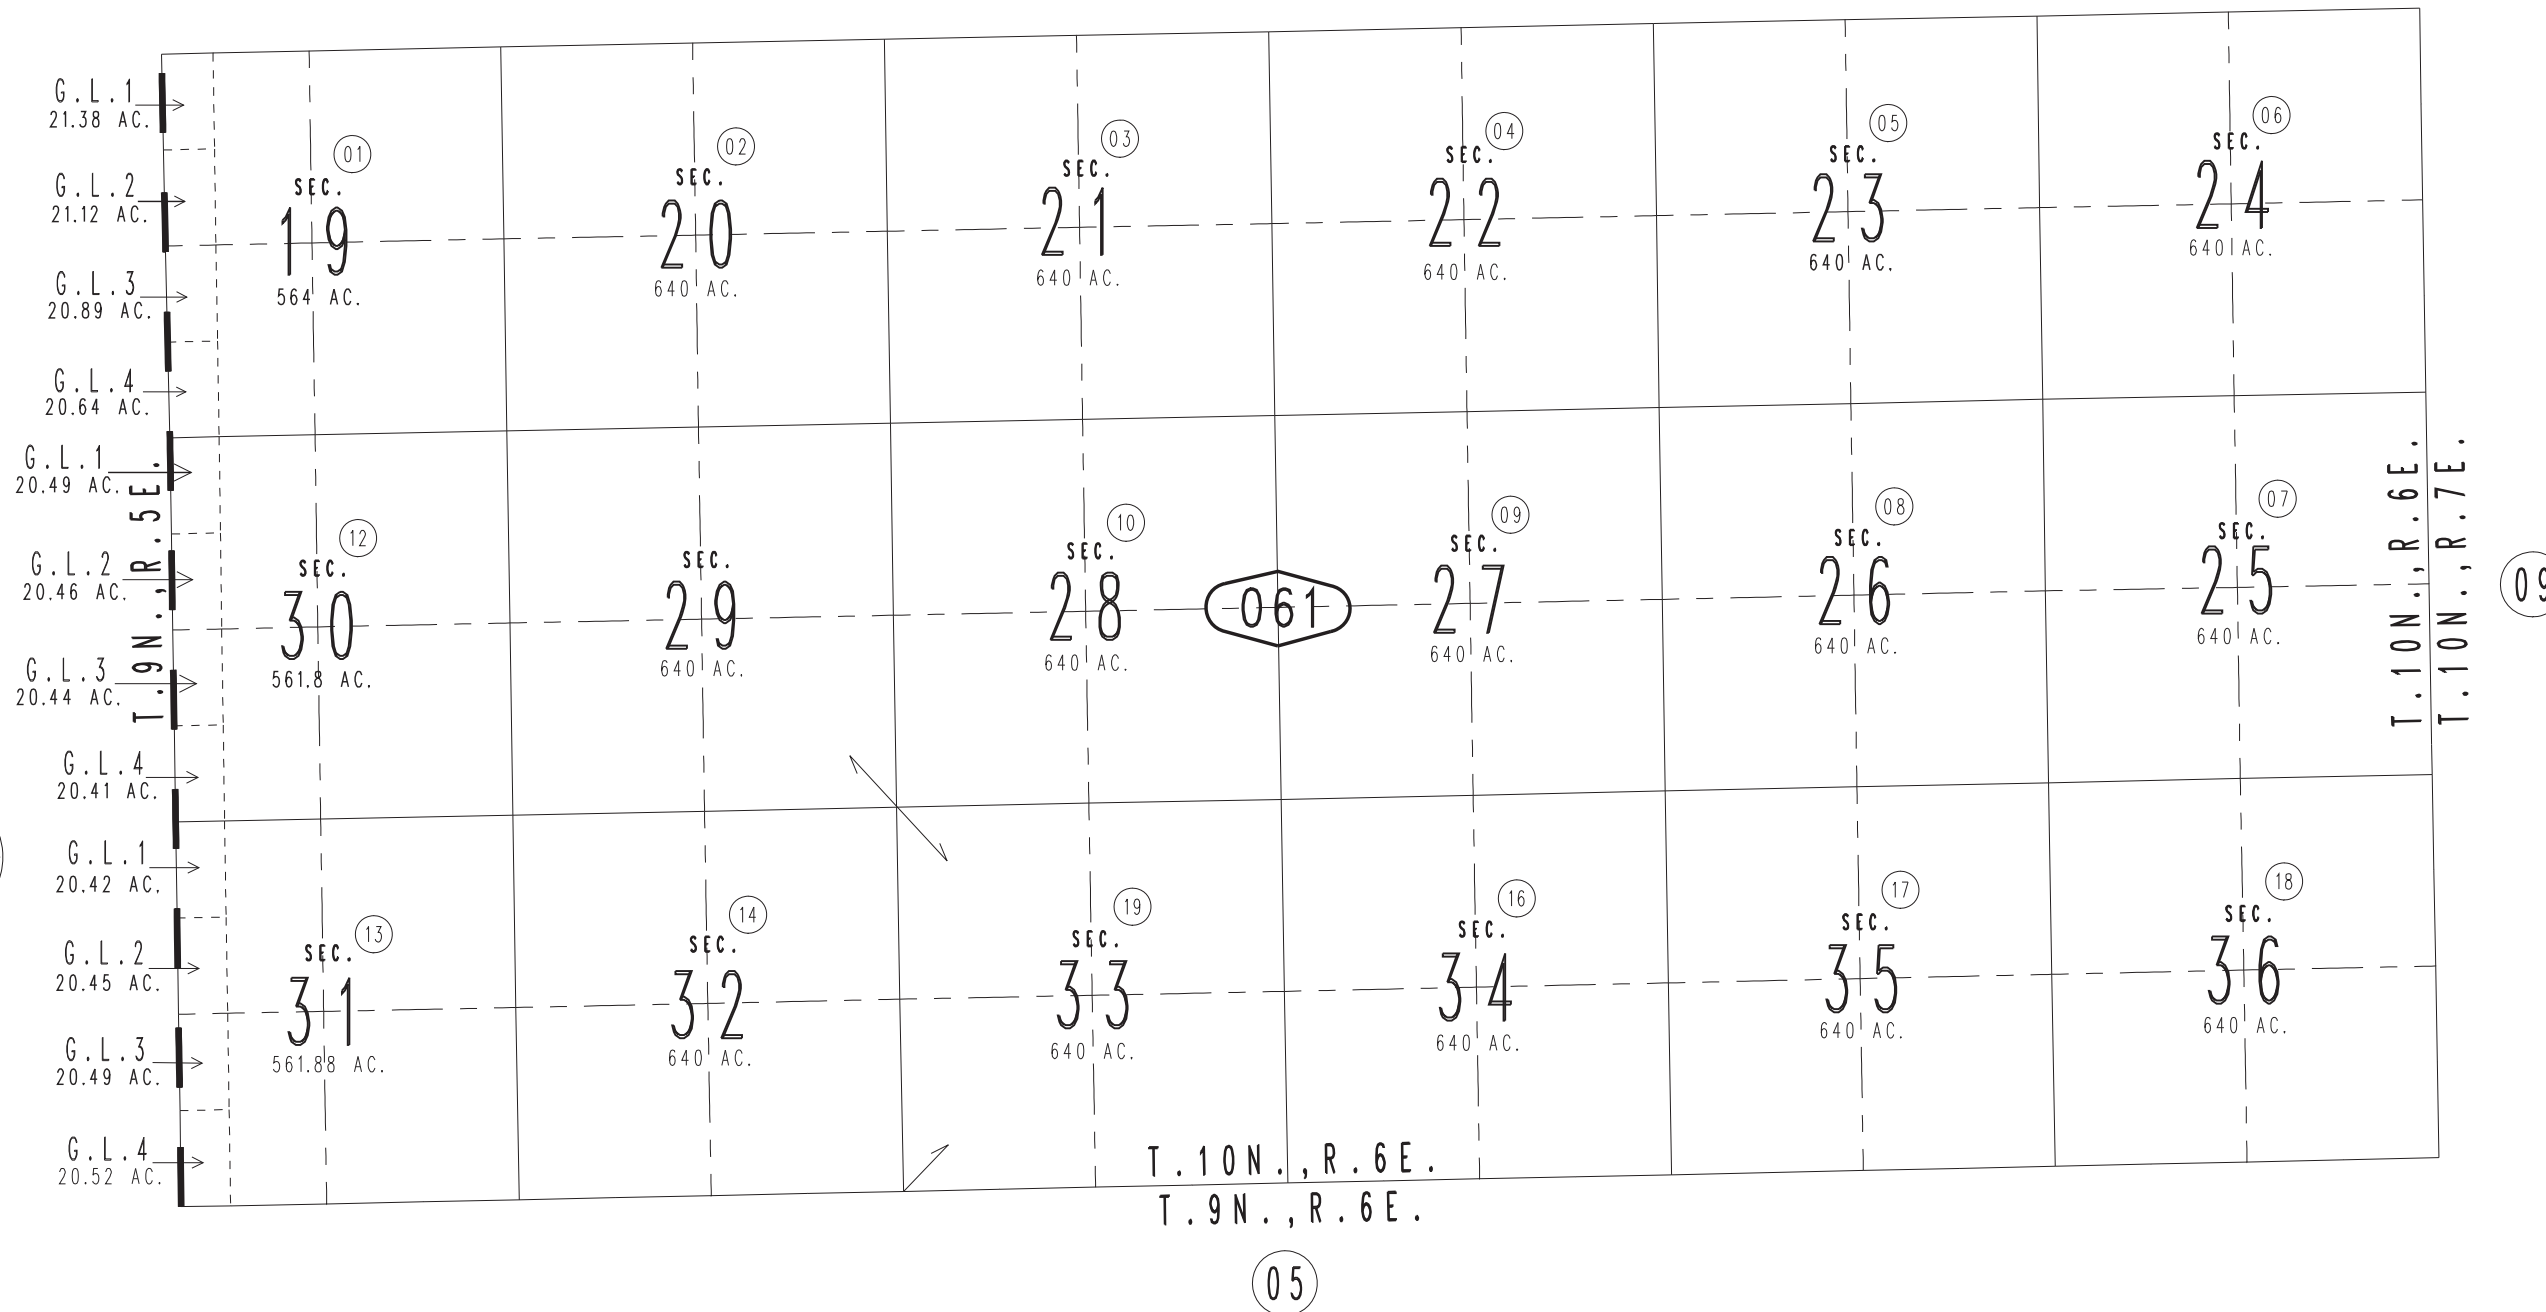 G.L.1
21.38 AC.
G.L.2
21.12 AC.
G.L.3
20.89 AC.
G.L.4
20.64 AC.
01
SEC.
19
564 AC.
02
SEC.
20
640 AC.
03
SEC.
21
640 AC.
04
SEC.
22
640 AC.
05
SEC.
23
640 AC.
06
SEC.
24
640 AC.
G.L.1
20.49 AC.
G.L.2
20.46 AC.
G.L.3
20.44 AC.
G.L.4
20.41 AC.
T.9N.,R.5E.
12
SEC.
30
561.8 AC.
SEC.
29
640 AC.
10
SEC.
28
640 AC.
061
09
SEC.
27
640 AC.
08
SEC.
26
640 AC.
07
SEC.
25
640 AC.
T.10N.,R.6E.
T.10N.,R.7E.
09
G.L.1
20.42 AC.
G.L.2
20.45 AC.
G.L.3
20.49 AC.
G.L.4
20.52 AC.
13
SEC.
31
561.88 AC.
14
SEC.
32
640 AC.
19
SEC.
33
640 AC.
16
SEC.
34
640 AC.
17
SEC.
35
640 AC.
18
SEC.
36
640 AC.
T.10N.,R.6E.
T.9N.,R.6E.
05